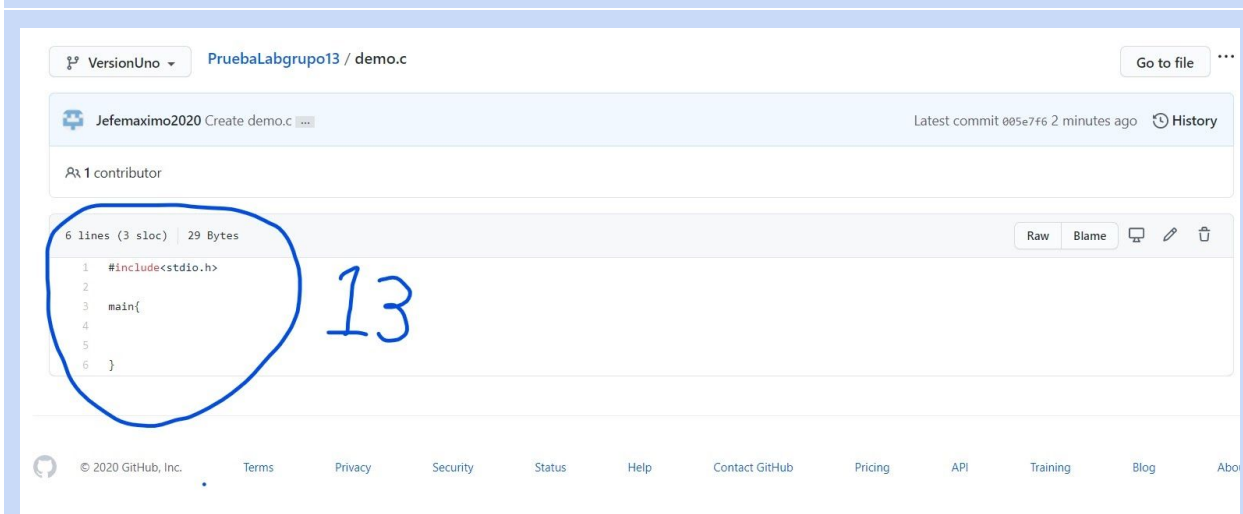 VersionUno PruebaLabgrupo13 / demo.c Go to file ...
Jefemaximo2020 Create demo.c ... Latest commit 005e7f6 2 minutes ago History
1 contributor
6 lines (3 sloc) 29 Bytes Raw Blame
1 #include<stdio.h>
2
3 main{
4
5
6 }
13
© 2020 GitHub, Inc. Terms Privacy Security Status Help Contact GitHub Pricing API Training Blog Abou